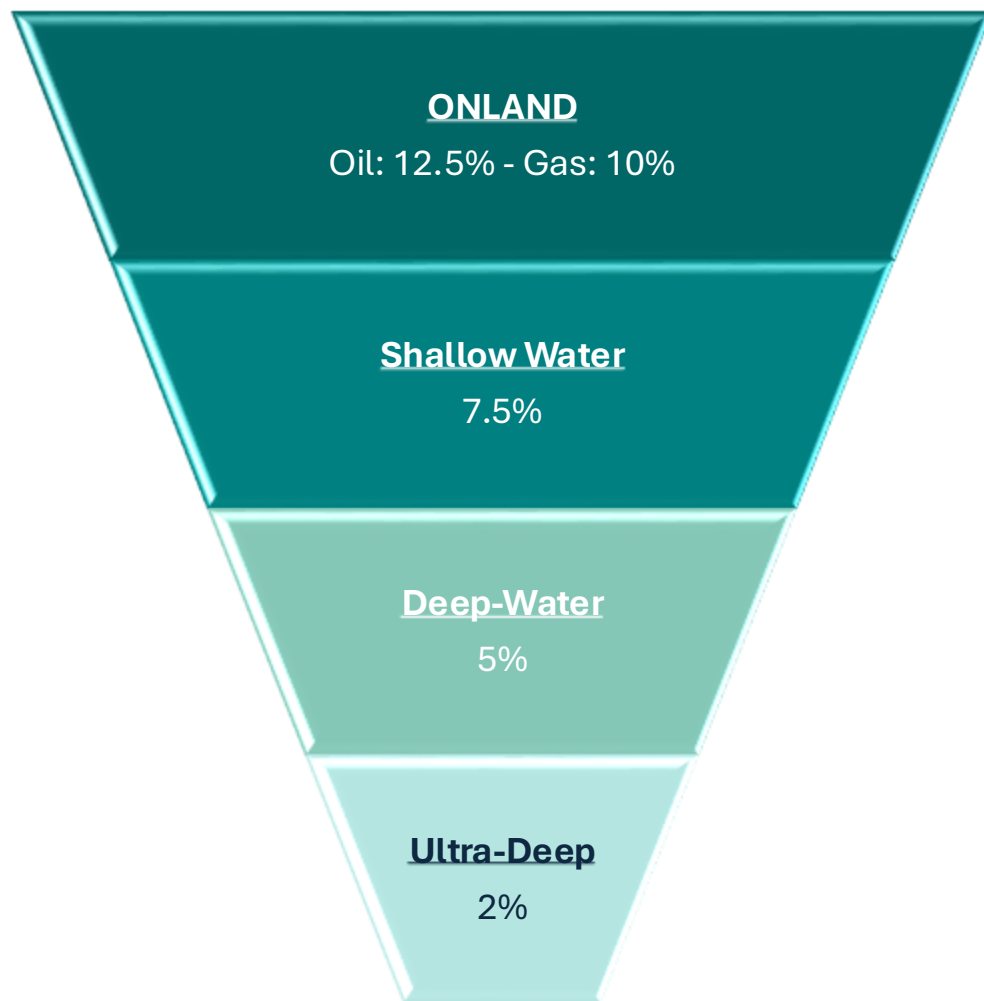 ONLAND
Oil: 12.5% - Gas: 10%
Shallow Water
7.5%
Deep-Water
5%
Ultra-Deep
2%